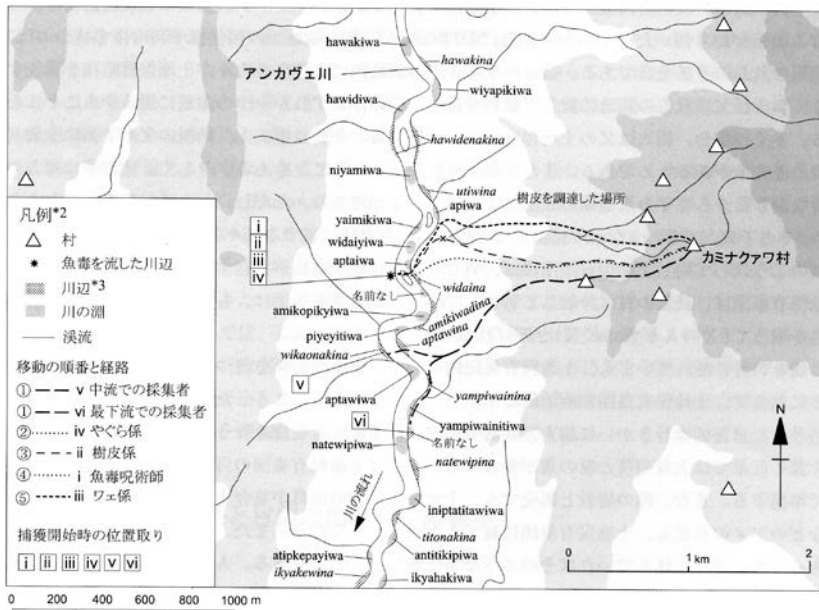 hawakiwa
アンカヴェ川
hawakina
wiyapikiwa
hawidiwa
hawidenakina
niyamiwa
utiwina
樹皮を調達した場所
apiwa
yaimikiwa
i
ii
iii
iv
widaiyiwa
aptaiwa
カミナクァワ村
名前なし
widaina
amikopikyiwa
amikiwadina
piyeyitiwa
aptawina
wikaonakina
v
aptawiwa
yampiwainina
vi
yampiwainitiwa
名前なし
natewipiwa
natewipina
川の流れ
iniptatitawiwa
titonakina
atipkepayiwa
antitikipiwa
ikyakewina
ikyahakiwa
N
0 1 km 2
凡例*2
村
魚毒を流した川辺
川辺*3
川の淵
渓流
移動の順番と経路
① v 中流での採集者
① vi 最下流での採集者
② iv やぐら係
③ ii 樹皮係
④ i 魚毒呪術師
⑤ iii ワェ係
捕獲開始時の位置取り
i ii iii iv v vi
0 200 400 600 800 1000 m